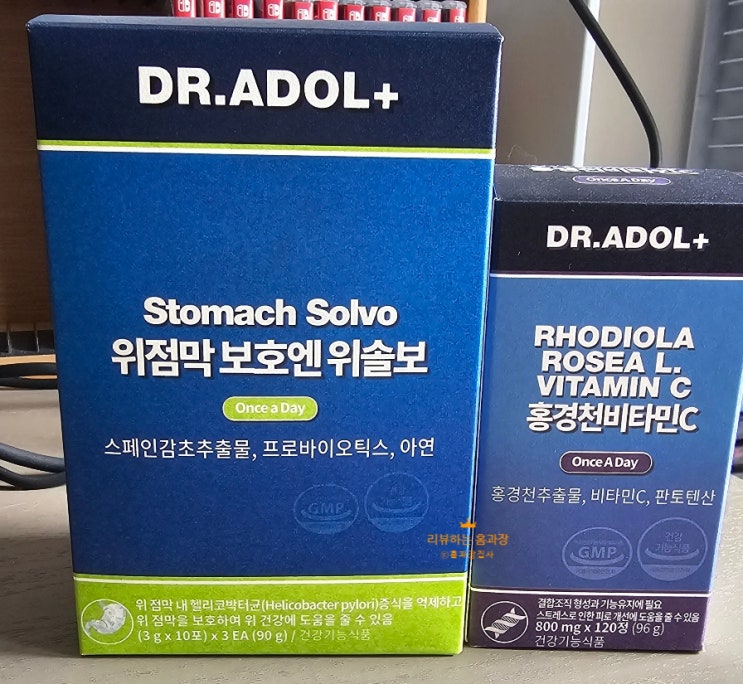 DR.ADOL+
Stomach Solvo
위점막 보호엔 위솔보
Once a Day
스페인감초추출물, 프로바이오틱스, 아연
GMP
위 점막 내 헬리코박터균(Helicobacter pylori)증식을 억제하고
위 점막을 보호하여 위 건강에 도움을 줄 수 있음
(3 g x 10포) x 3 EA (90 g) / 건강기능식품
Once A Day
DR.ADOL+
RHODIOLA
ROSEA L.
VITAMIN C
홍경천비타민C
Once A Day
홍경천추출물, 비타민C, 판토텐산
GMP
건강
기능식품
결합조직 형성과 기능유지에 필요
스트레스로 인한 피로 개선에 도움을 줄 수 있음
800 mg x 120정 (96 g)
건강기능식품
리뷰하는 홈과장